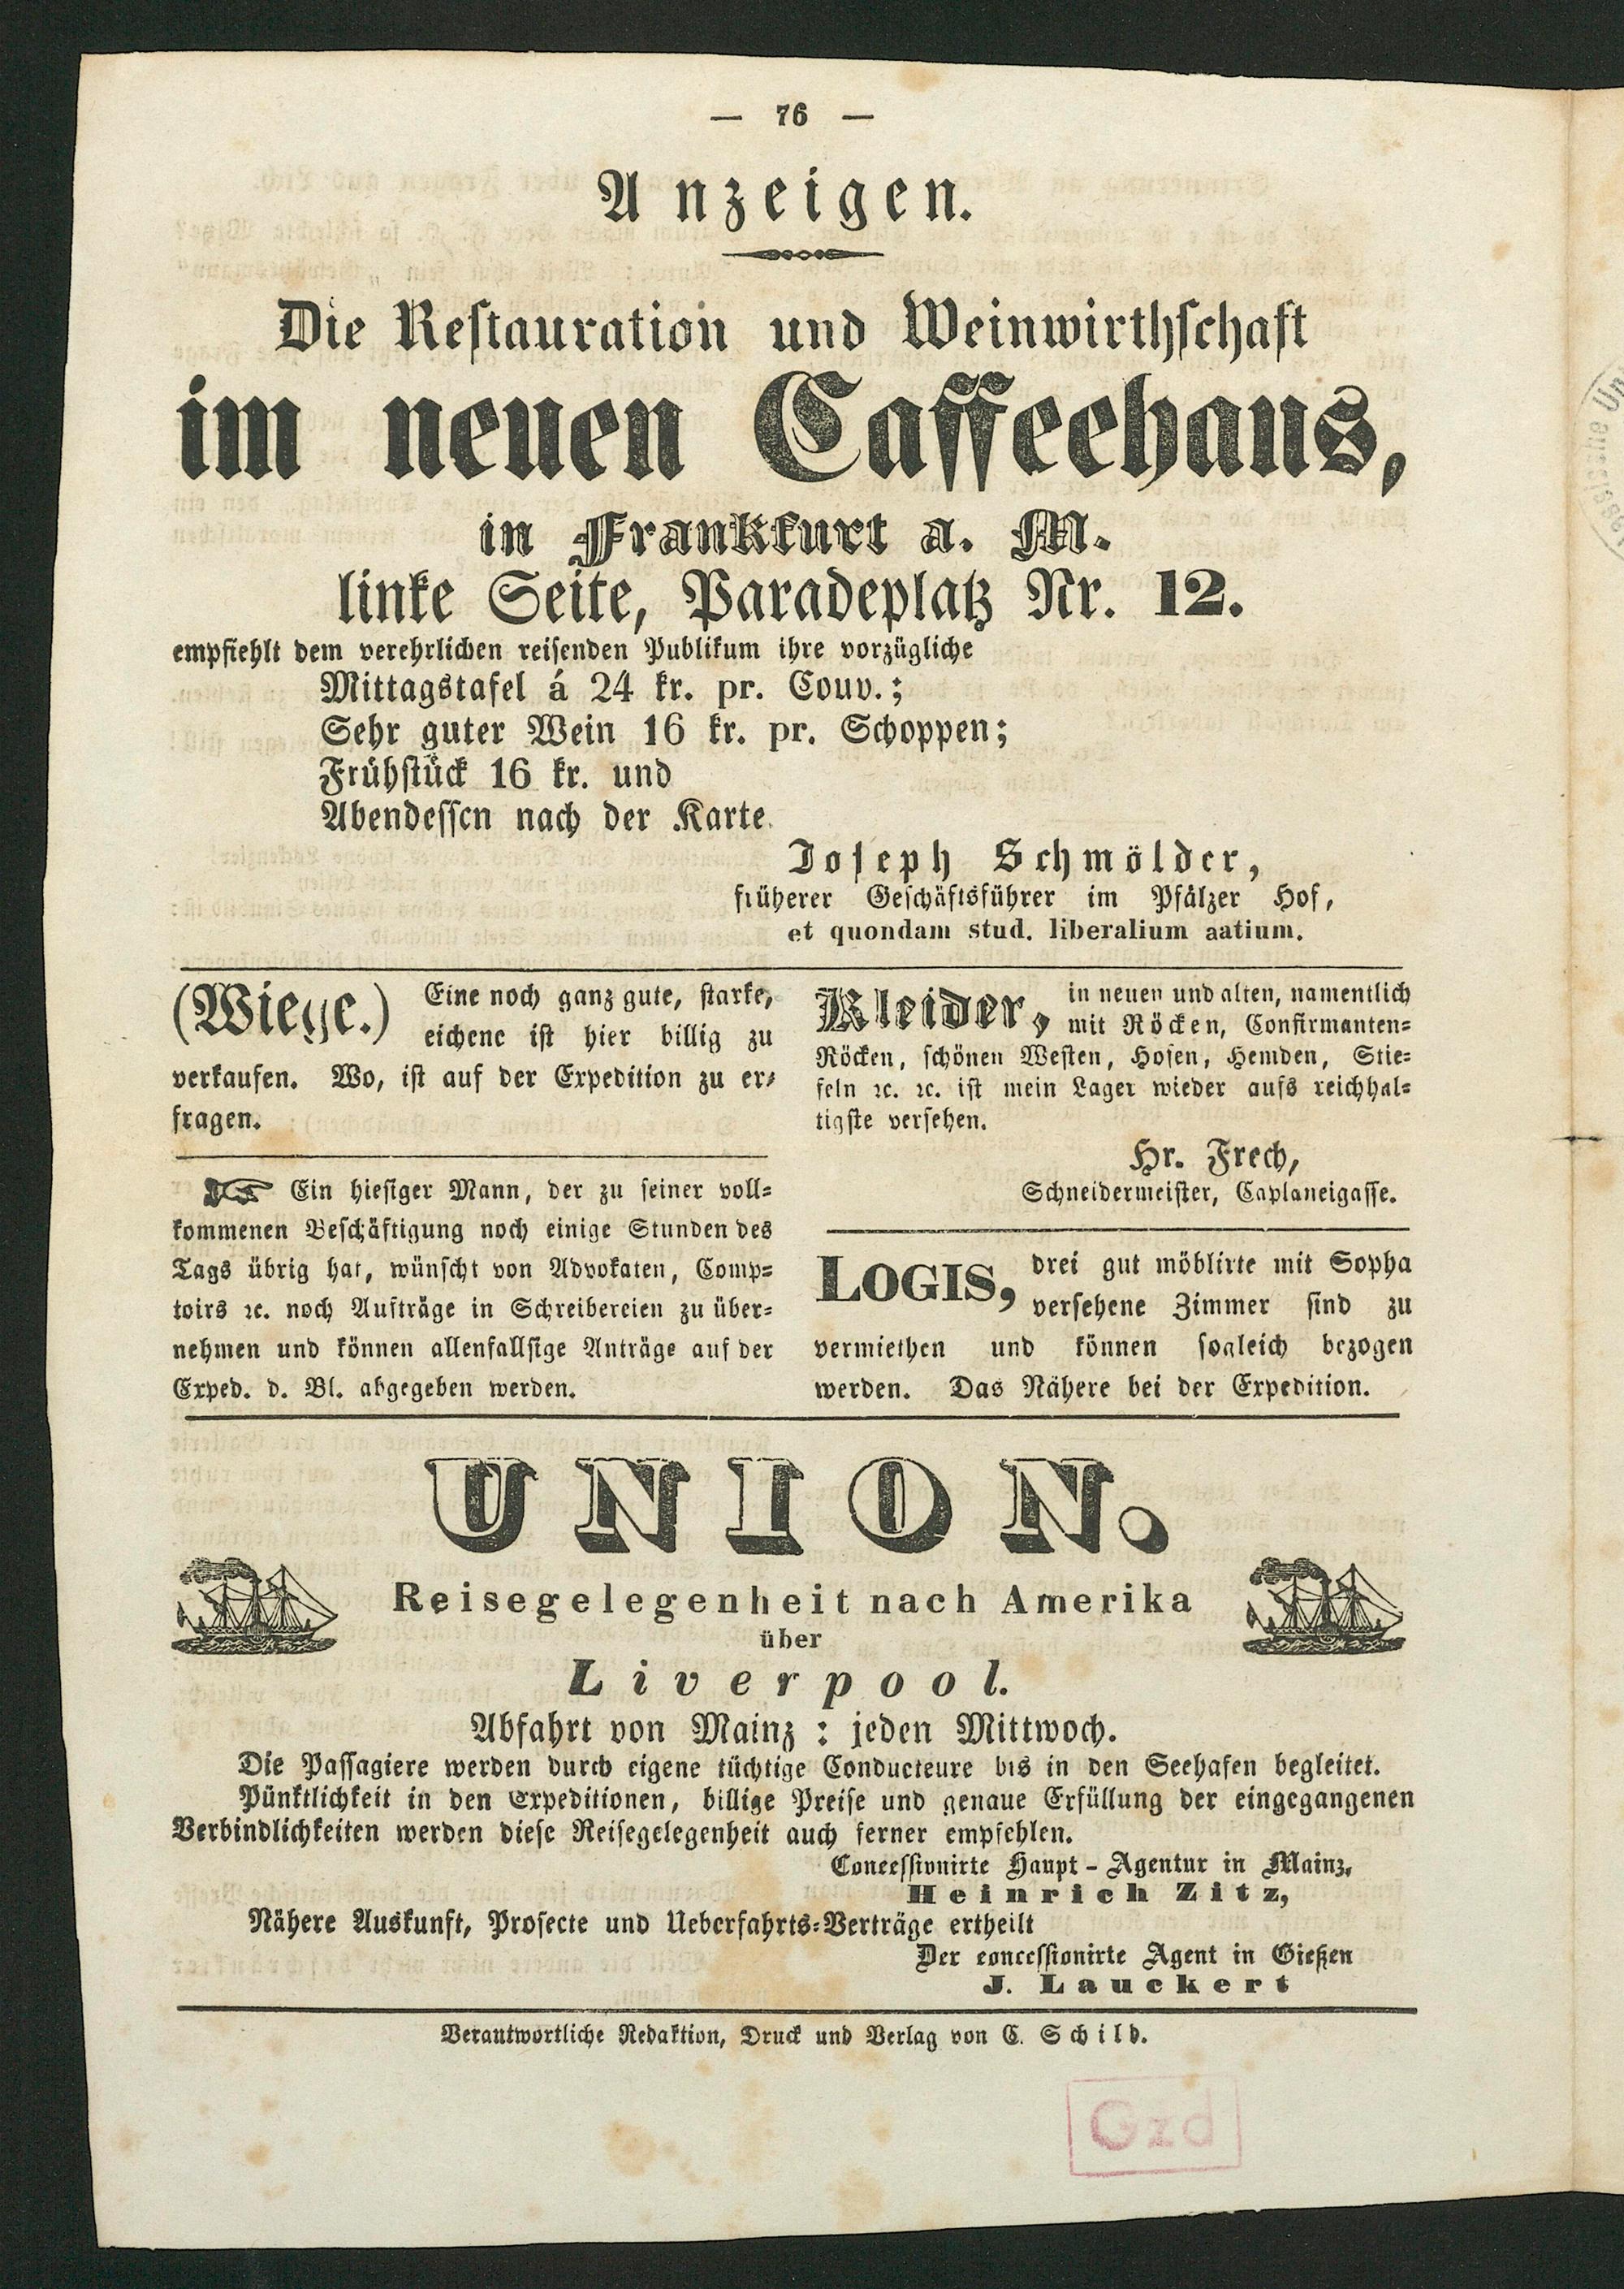 — 76 —
Anzeigen.
Die Restauration und Weinwirthschaft
im neuen Caffeehaus,
in Frankfurt a. M.
linke Seite, Paradeplatz Nr. 12.
empfiehlt dem verehrlichen reisenden Publikum ihre vorzügliche
Mittagstafel á 24 kr. pr. Couv.;
Sehr guter Wein 16 kr. pr. Schoppen;
Frühstück 16 kr. und
Abendessen nach der Karte.
Joseph Schmölder,
früherer Geschäftsführer im Pfälzer Hof,
et quondam stud. liberalium aatium.
(Wiege.) Eine noch ganz gute, starke,
eichene ist hier billig zu
verkaufen. Wo, ist auf der Expedition zu er-
fragen.
☞ Ein hiesiger Mann, der zu seiner voll-
kommenen Beschäftigung noch einige Stunden des
Tags übrig hat, wünscht von Advokaten, Comp-
toirs ꝛc. noch Aufträge in Schreibereien zu über-
nehmen und können allenfallsige Anträge auf der
Exped. d. Bl. abgegeben werden.
Kleider, in neuen und alten, namentlich
mit Röcken, Confirmanten-
Röcken, schönen Westen, Hosen, Hemden, Stie-
feln ꝛc. ꝛc. ist mein Lager wieder aufs reichhal-
tigste versehen.
Hr. Frech,
Schneidermeister, Caplaneigasse.
LOGIS, drei gut möblirte mit Sopha
versehene Zimmer sind zu
vermiethen und können sogleich bezogen
werden. Das Nähere bei der Expedition.
UNION.
Reisegelegenheit nach Amerika
über
Liverpool.
Abfahrt von Mainz : jeden Mittwoch.
Die Passagiere werden durch eigene tüchtige Conducteure bis in den Seehafen begleitet.
Pünktlichkeit in den Expeditionen, billige Preise und genaue Erfüllung der eingegangenen
Verbindlichkeiten werden diese Reisegelegenheit auch ferner empfehlen.
Concessionirte Haupt-Agentur in Mainz,
Heinrich Zitz,
Nähere Auskunft, Prosecte und Ueberfahrts-Verträge ertheilt
Der concessionirte Agent in Gießen
J. Lauckert
Verantwortliche Redaktion, Druck und Verlag von C. Schild.
Gzd